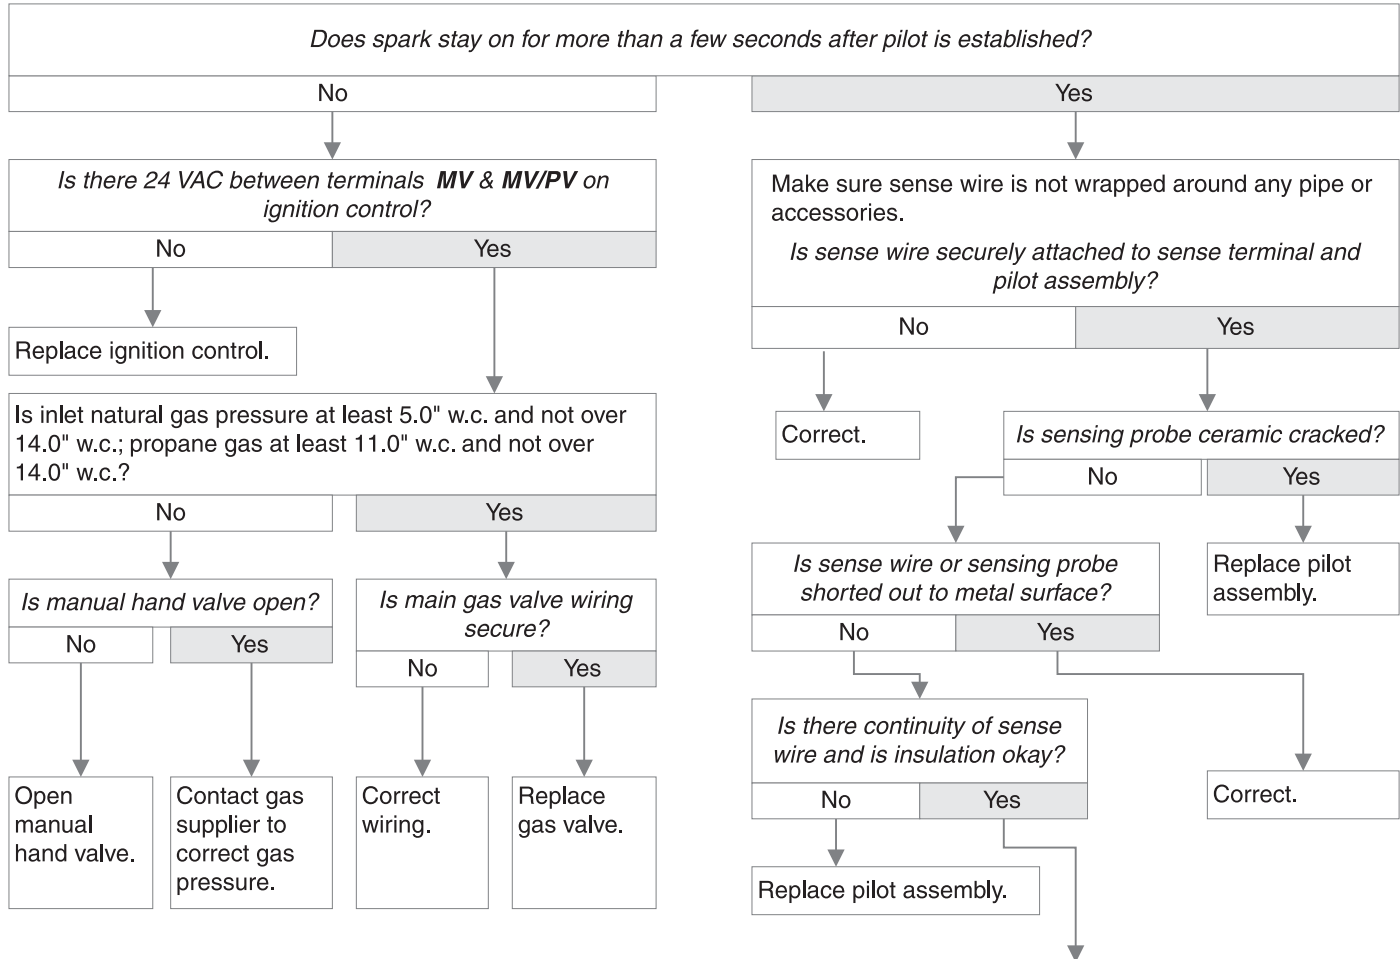 Does spark stay on for more than a few seconds after pilot is established?
No
Yes
Is there 24 VAC between terminals MV & MV/PV on
ignition control?
No
Yes
Replace ignition control.
Is inlet natural gas pressure at least 5.0" w.c. and not over
14.0" w.c.; propane gas at least 11.0" w.c. and not over
14.0" w.c.?
No
Yes
Is manual hand valve open?
No
Yes
Is main gas valve wiring
secure?
No
Yes
Open
manual
hand valve.
Contact gas
supplier to
correct gas
pressure.
Correct
wiring.
Replace
gas valve.
Make sure sense wire is not wrapped around any pipe or
accessories.
Is sense wire securely attached to sense terminal and
pilot assembly?
No
Yes
Correct.
Is sensing probe ceramic cracked?
No
Yes
Is sense wire or sensing probe
shorted out to metal surface?
No
Yes
Replace pilot
assembly.
Is there continuity of sense
wire and is insulation okay?
No
Yes
Correct.
Replace pilot assembly.